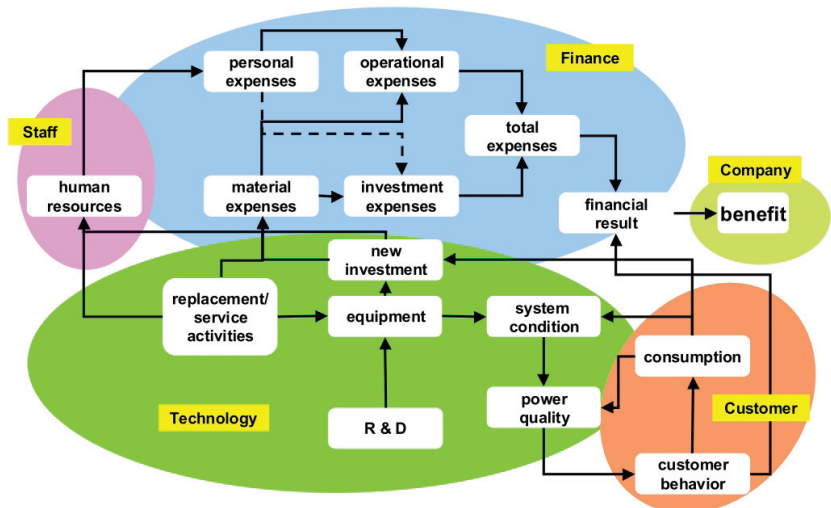 personal
expenses
operational
expenses
Finance
Staff
total
expenses
human
resources
material
expenses
investment
expenses
financial
result
Company
benefit
new
investment
replacement/
service
activities
equipment
system
condition
consumption
Technology
R & D
power
quality
Customer
customer
behavior